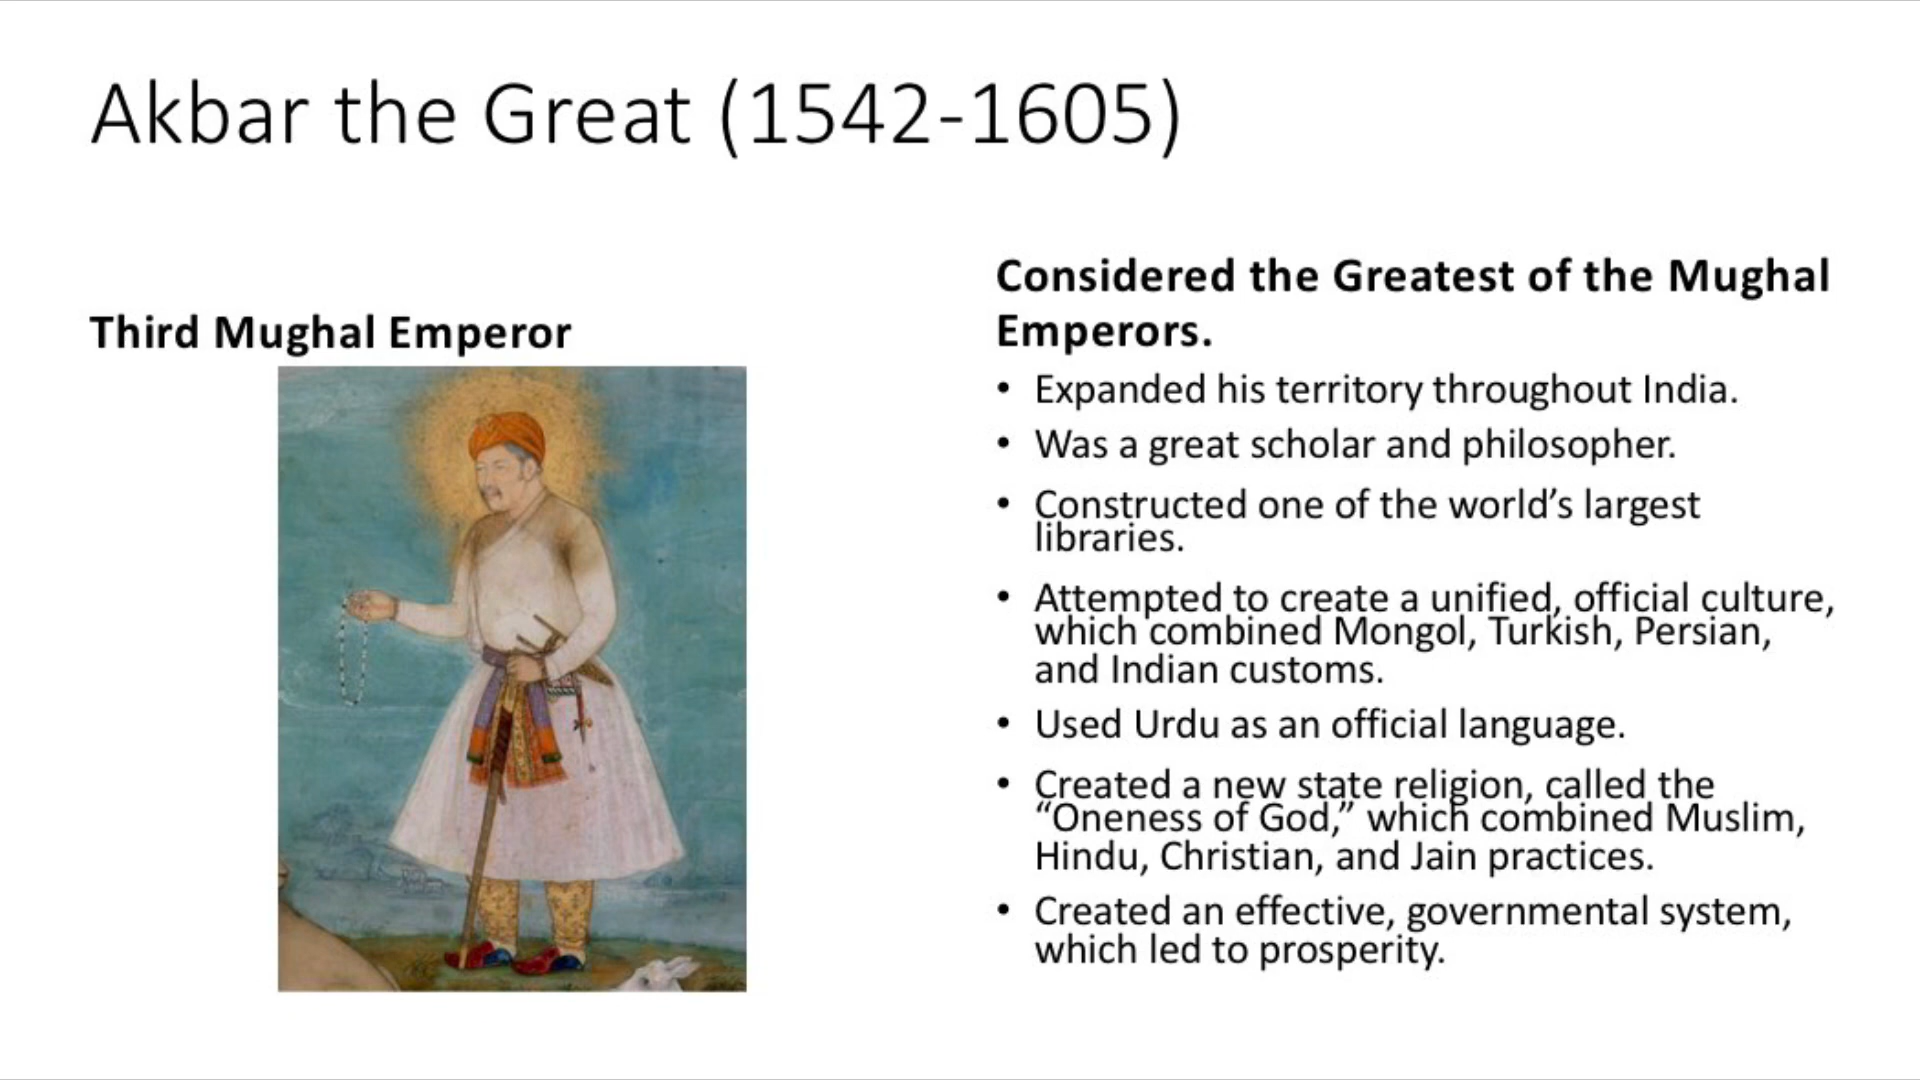 Akbar the Great (1542-1605)
Third Mughal Emperor
Considered the Greatest of the Mughal
Emperors.
• Expanded his territory throughout India.
• Was a great scholar and philosopher.
• Constructed one of the world’s largest
libraries.
• Attempted to create a unified, official culture,
which combined Mongol, Turkish, Persian,
and Indian customs.
• Used Urdu as an official language.
• Created a new state religion, called the
“Oneness of God,” which combined Muslim,
Hindu, Christian, and Jain practices.
• Created an effective, governmental system,
which led to prosperity.